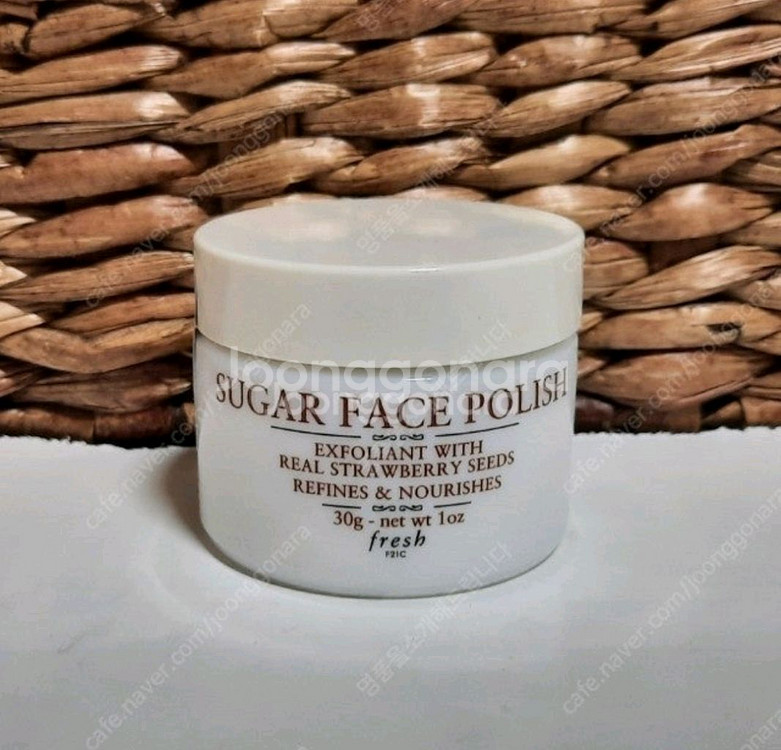 SUGAR FACE POLISH
EXFOLIANT WITH
REAL STRAWBERRY SEEDS
REFINES & NOURISHES
30g - net wt 1oz
fresh
F21C
Joonggonara
cafe.naver.com/joonggonara